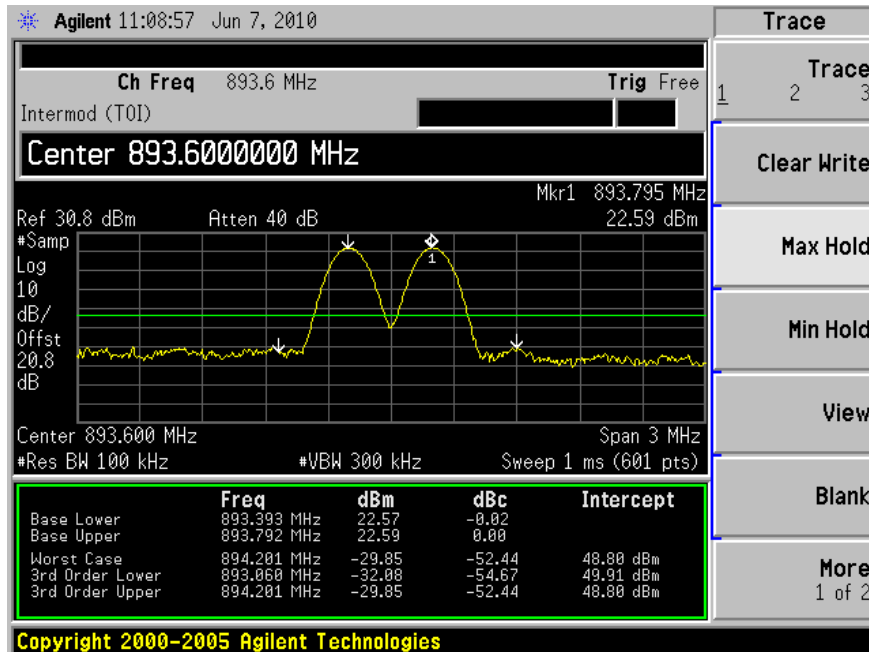 Agilent 11:08:57 Jun 7, 2010
Trace
Ch Freq 893.6 MHz
Trig Free
Intermod (TOI)
Center 893.6000000 MHz
Mkr1 893.795 MHz
Ref 30.8 dBm Atten 40 dB 22.59 dBm
#Samp
Log
10
dB/
Offst
20.8
dB
1
Center 893.600 MHz Span 3 MHz
#Res BW 100 kHz #VBW 300 kHz Sweep 1 ms (601 pts)
Freq dBm dBc Intercept
Base Lower 893.393 MHz 22.57 -0.02
Base Upper 893.792 MHz 22.59 0.00
Worst Case 894.201 MHz -29.85 -52.44 48.80 dBm
3rd Order Lower 893.060 MHz -32.08 -54.67 49.91 dBm
3rd Order Upper 894.201 MHz -29.85 -52.44 48.80 dBm
Copyright 2000-2005 Agilent Technologies
Trace
1 2 3
Clear Write
Max Hold
Min Hold
View
Blank
More
1 of 2